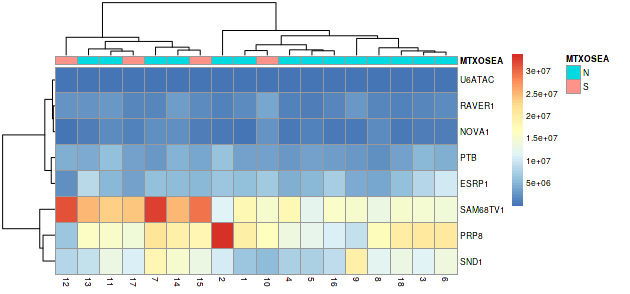 MTXOSEA
U6ATAC
RAVER1
NOVA1
PTB
ESRP1
SAM68TV1
PRP8
SND1
12 13 11 17 7 14 15 2 1 10 4 5 16 9 8 18 3 6
3e+07
2.5e+07
2e+07
1.5e+07
1e+07
5e+06
MTXOSEA
N
S